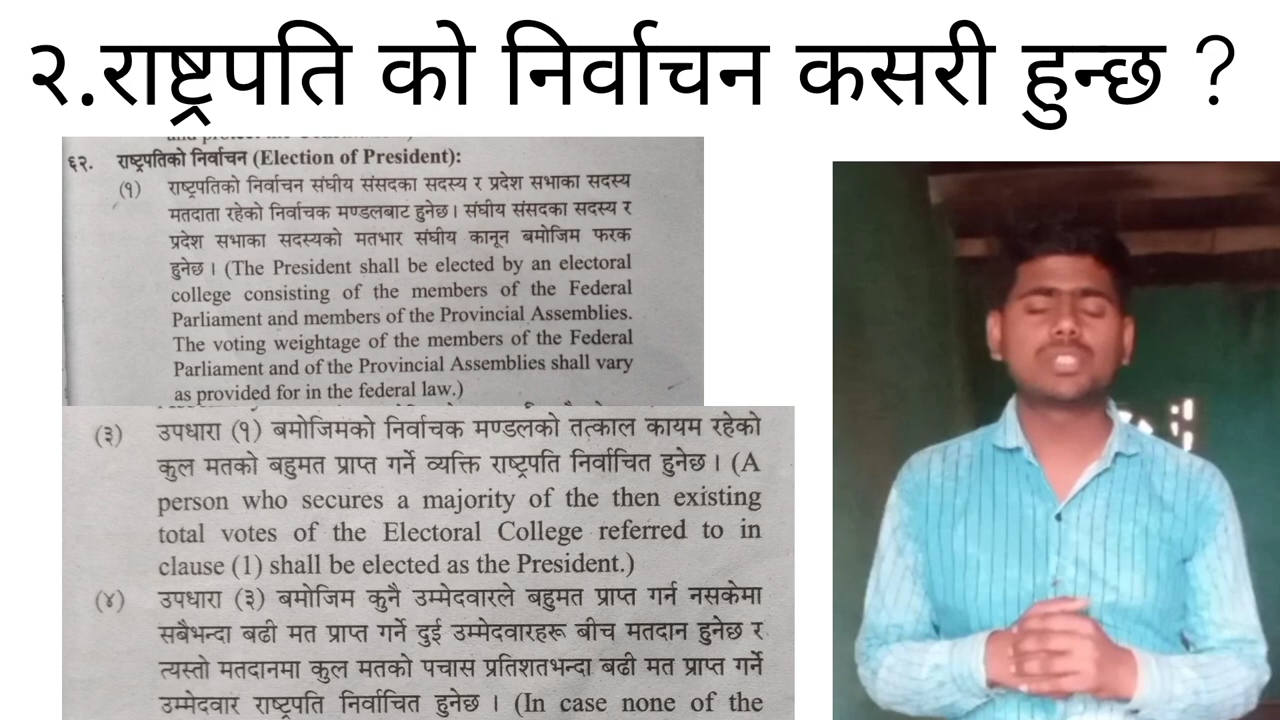 २.राष्ट्रपति को निर्वाचन कसरी हुन्छ ?
६२. राष्ट्रपतिको निर्वाचन (Election of President):
(१) राष्ट्रपतिको निर्वाचन संघीय संसदका सदस्य र प्रदेश सभाका सदस्य
मतदाता रहेको निर्वाचक मण्डलबाट हुनेछ। संघीय संसदका सदस्य र
प्रदेश सभाका सदस्यको मतभार संघीय कानून बमोजिम फरक
हुनेछ। (The President shall be elected by an electoral
college consisting of the members of the Federal
Parliament and members of the Provincial Assemblies.
The voting weightage of the members of the Federal
Parliament and of the Provincial Assemblies shall vary
as provided for in the federal law.)
(३) उपधारा (१) बमोजिमको निर्वाचक मण्डलको तत्काल कायम रहेको
कुल मतको बहुमत प्राप्त गर्ने व्यक्ति राष्ट्रपति निर्वाचित हुनेछ। (A
person who secures a majority of the then existing
total votes of the Electoral College referred to in
clause (1) shall be elected as the President.)
(४) उपधारा (३) बमोजिम कुनै उम्मेदवारले बहुमत प्राप्त गर्न नसकेमा
सबैभन्दा बढी मत प्राप्त गर्ने दुई उम्मेदवारहरू बीच मतदान हुनेछ र
त्यस्तो मतदानमा कुल मतको पचास प्रतिशतभन्दा बढी मत प्राप्त गर्ने
उम्मेदवार राष्ट्रपति निर्वाचित हुनेछ । (In case none of the